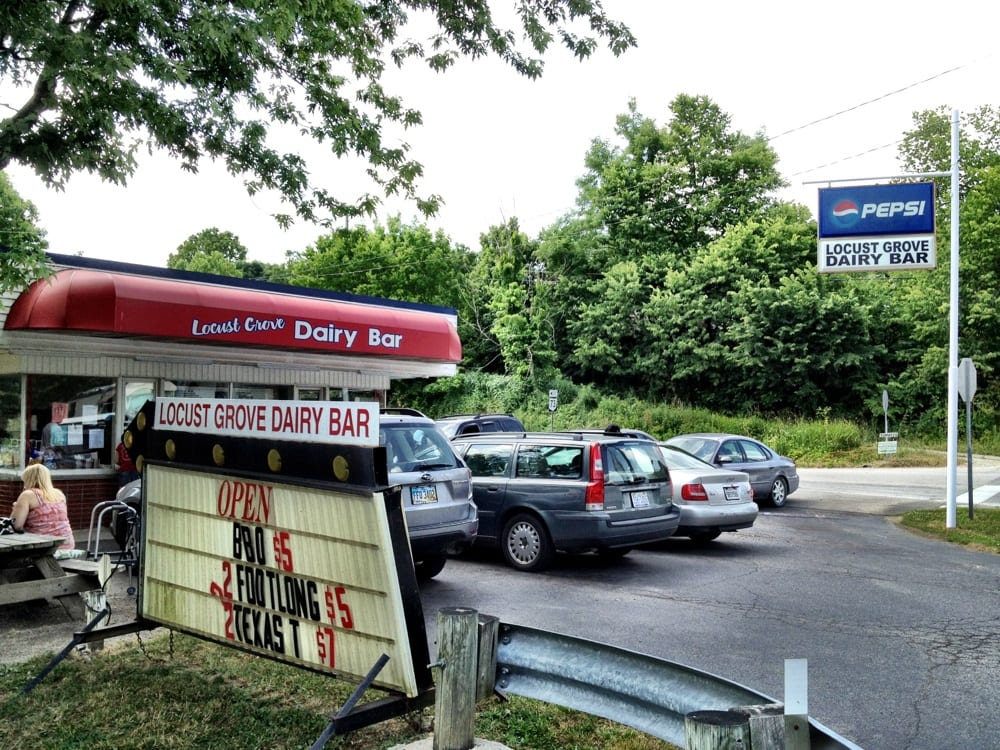 PEPSI
LOCUST GROVE
DAIRY BAR
Locust Grove Dairy Bar
LOCUST GROVE DAIRY BAR
OPEN
BBQ $5
2 FOOTLONG $5
2 TEXAS T $7